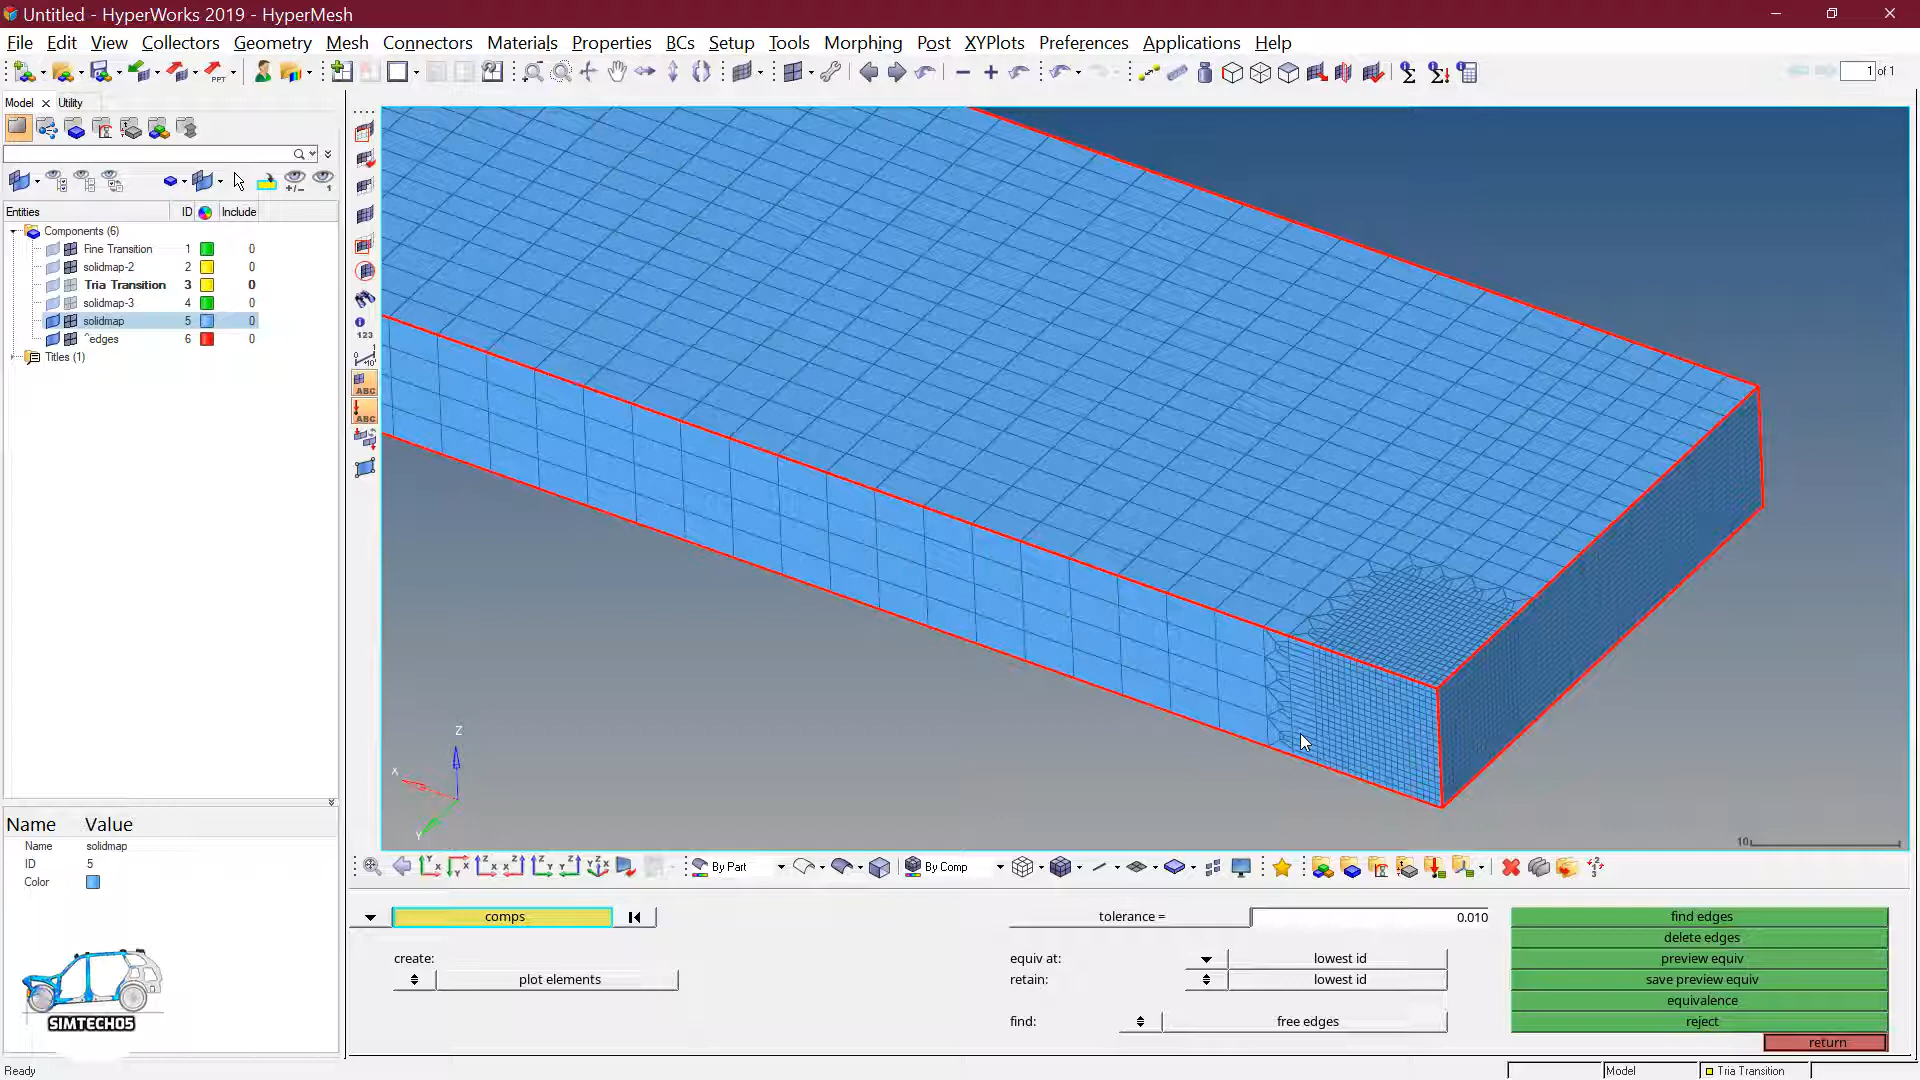 Untitled - HyperWorks 2019 - HyperMesh
File Edit View Collectors Geometry Mesh Connectors Materials Properties BCs Setup Tools Morphing Post XYPlots Preferences Applications Help
PPT
1 of 1
Model Utility
Entities ID Include
Components (6)
Fine Transition 1 0
solidmap-2 2 0
Tria Transition 3 0
solidmap-3 4 0
solidmap 5 0
^edges 6 0
Titles (1)
123
ABC
ABC
Z
X
Y
10
Name Value
Name solidmap
ID 5
Color
SIMTECH05
By Part By Comp
comps
create:
plot elements
tolerance = 0.010
equiv at: lowest id
retain: lowest id
find: free edges
find edges
delete edges
preview equiv
save preview equiv
equivalence
reject
return
Ready Model Tria Transition